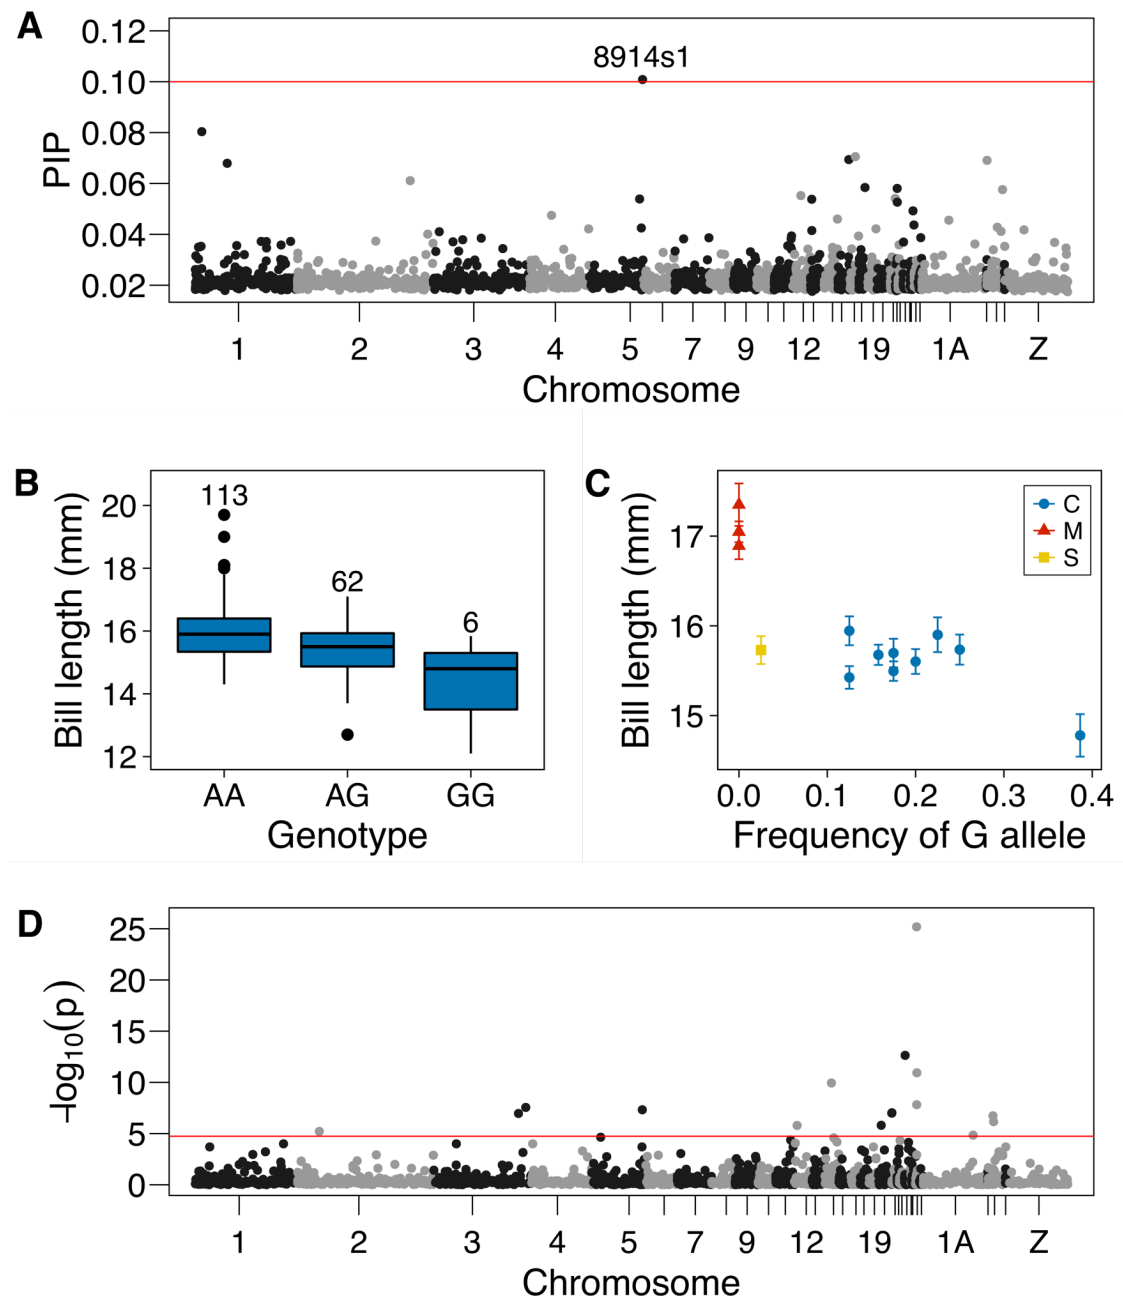 A
PIP
0.12
0.10
0.08
0.06
0.04
0.02
8914s1
1 2 3 4 5 7 9 12 19 1A Z
Chromosome
B
Bill length (mm)
20
18
16
14
12
113
62
6
AA AG GG
Genotype
C
Bill length (mm)
17
16
15
C
M
S
0.0 0.1 0.2 0.3 0.4
Frequency of G allele
D
−log10(p)
25
20
15
10
5
0
1 2 3 4 5 7 9 12 19 1A Z
Chromosome